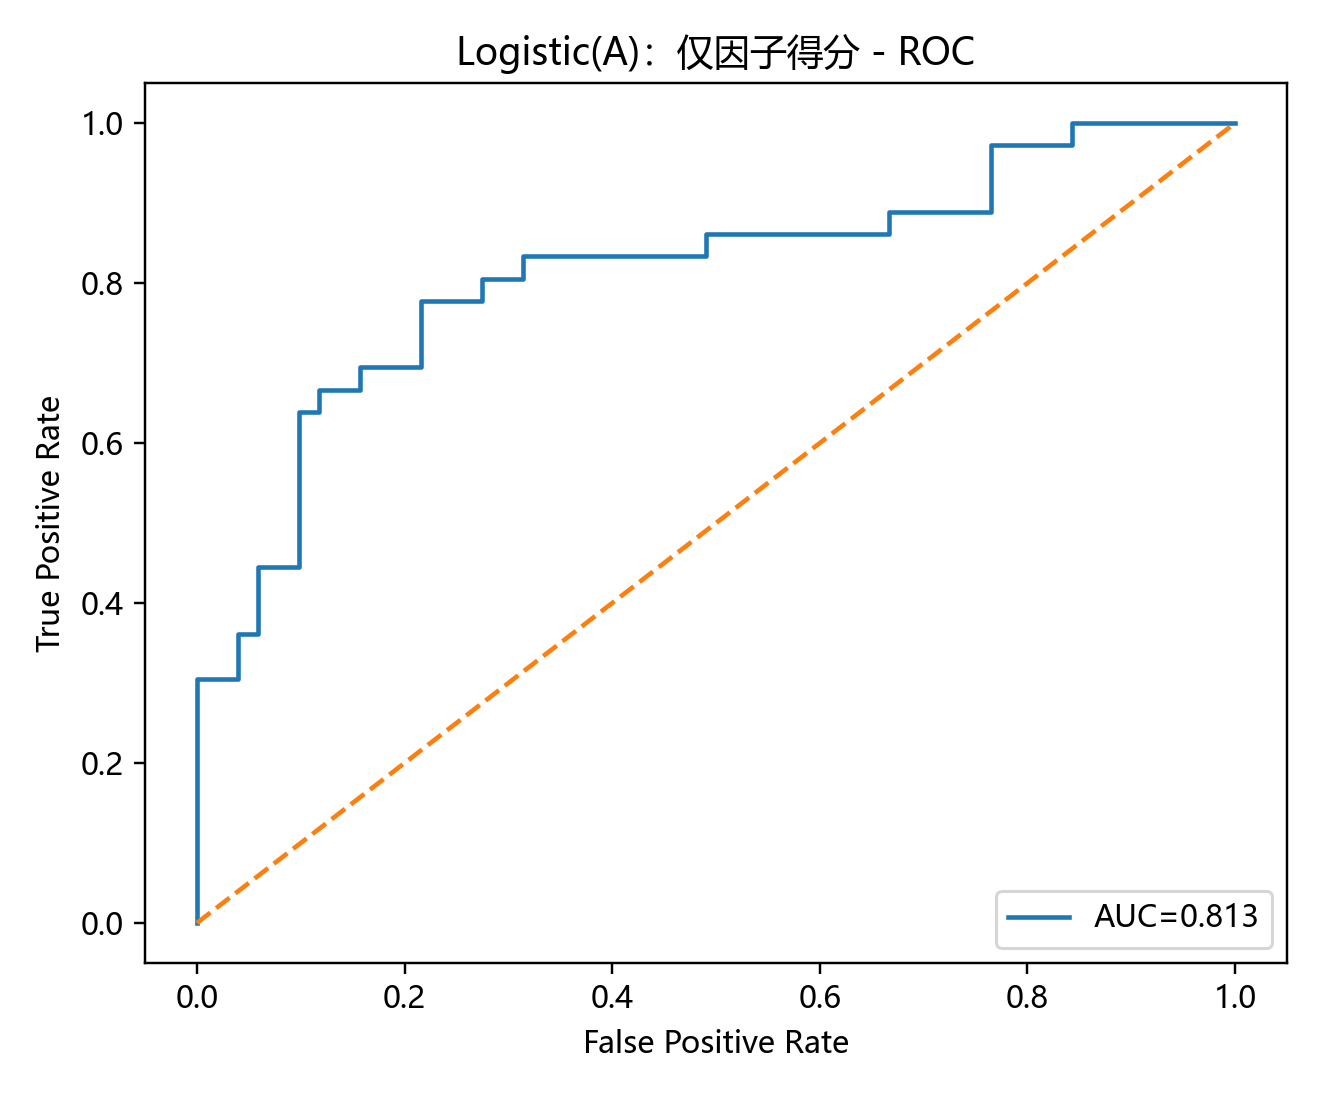 Logistic(A)：仅因子得分 - ROC
1.0
0.8
0.6
0.4
0.2
0.0
True Positive Rate
AUC=0.813
0.0 0.2 0.4 0.6 0.8 1.0
False Positive Rate